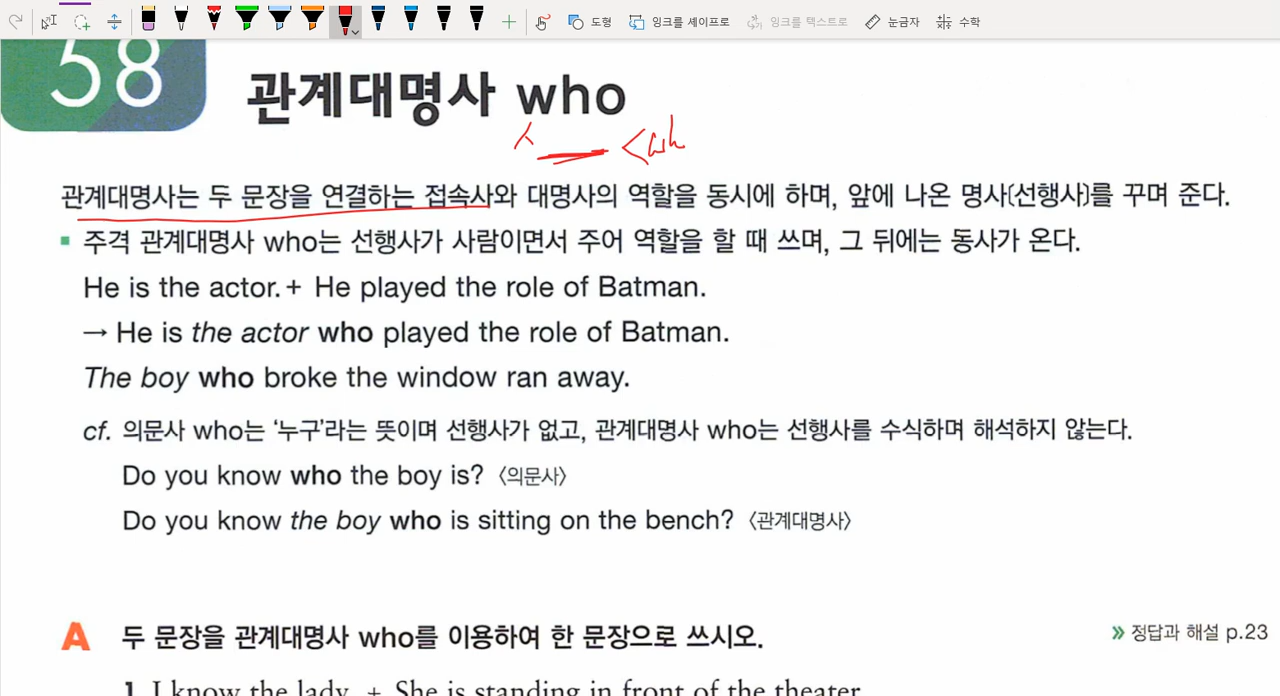 도형
잉크를 셰이프로
잉크를 텍스트로
눈금자
수학
58
관계대명사 who
관계대명사는 두 문장을 연결하는 접속사와 대명사의 역할을 동시에 하며, 앞에 나온 명사(선행사)를 꾸며 준다.
주격 관계대명사 who는 선행사가 사람이면서 주어 역할을 할 때 쓰며, 그 뒤에는 동사가 온다.
He is the actor. + He played the role of Batman.
→ He is the actor who played the role of Batman.
The boy who broke the window ran away.
cf. 의문사 who는 ‘누구’라는 뜻이며 선행사가 없고, 관계대명사 who는 선행사를 수식하며 해석하지 않는다.
Do you know who the boy is? 〈의문사〉
Do you know the boy who is sitting on the bench? 〈관계대명사〉
A 두 문장을 관계대명사 who를 이용하여 한 문장으로 쓰시오.
» 정답과 해설 p.23
1 I know the lady. + She is standing in front of the theater.